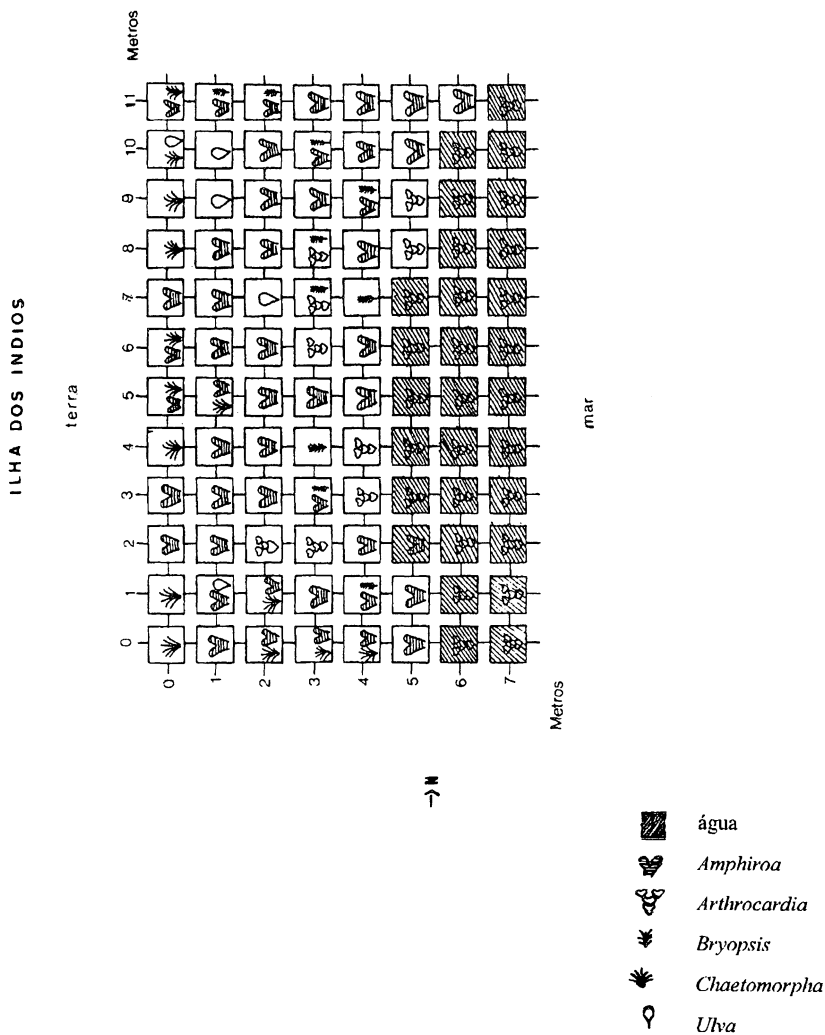 ILHA DOS INDIOS
terra
Metros
0 1 2 3 4 5 6 7 8 9 10 11
0
1
2
3
4
5
6
7
Metros
mar
N
água
Amphiroa
Arthrocardia
Bryopsis
Chaetomorpha
Ulva